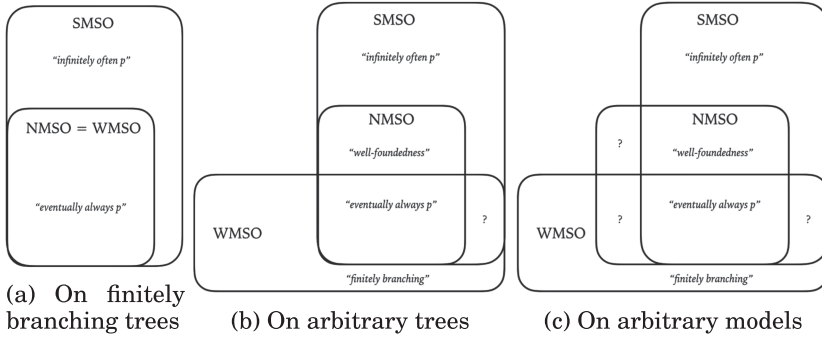 SMSO
“infinitely often p”
NMSO = WMSO
“eventually always p”
(a) On finitely
branching trees
SMSO
“infinitely often p”
NMSO
“well-foundedness”
“eventually always p”
?
WMSO
“finitely branching”
(b) On arbitrary trees
SMSO
“infinitely often p”
NMSO
?
“well-foundedness”
“eventually always p”
?
?
WMSO
“finitely branching”
(c) On arbitrary models